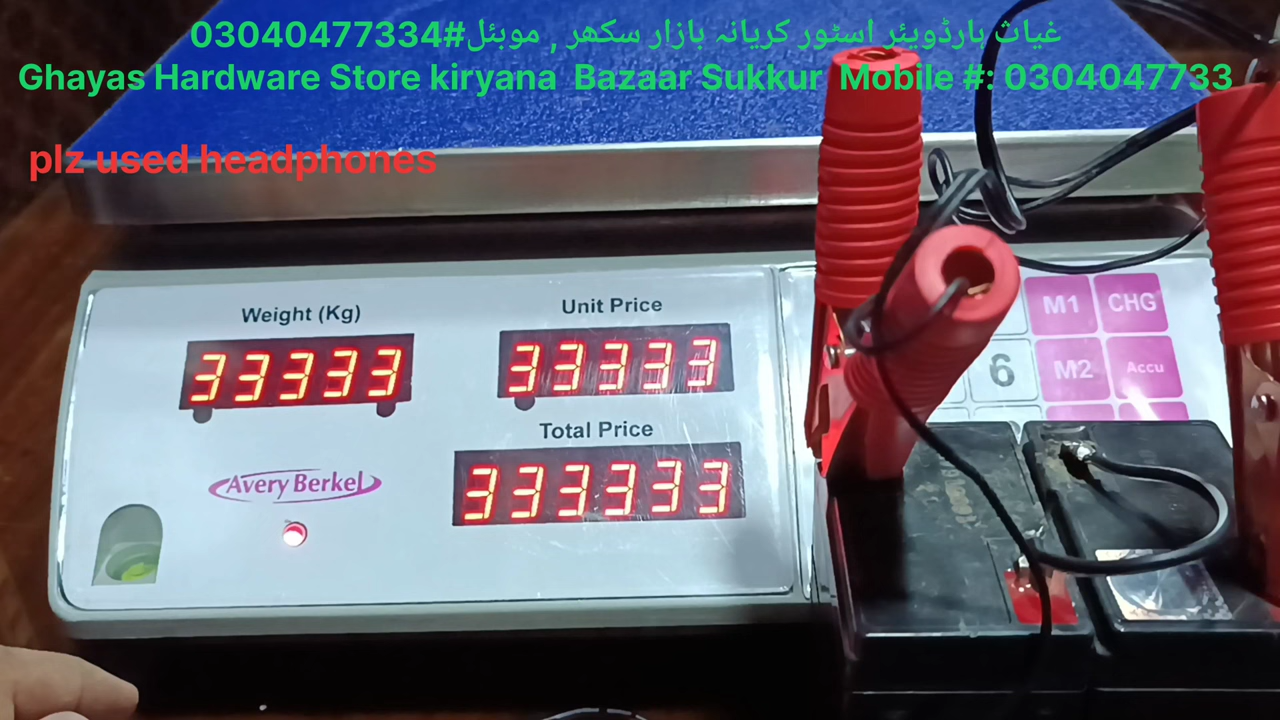 غیاث ہارڈویئر اسٹور کریانہ بازار سکھر , موبئل#03040477334
Ghayas Hardware Store kiryana Bazaar Sukkur Mobile #: 0304047733
plz used headphones
Weight (Kg)
33333
Unit Price
33333
Total Price
333333
Avery Berkel
M1 CHG
6 M2 Accu